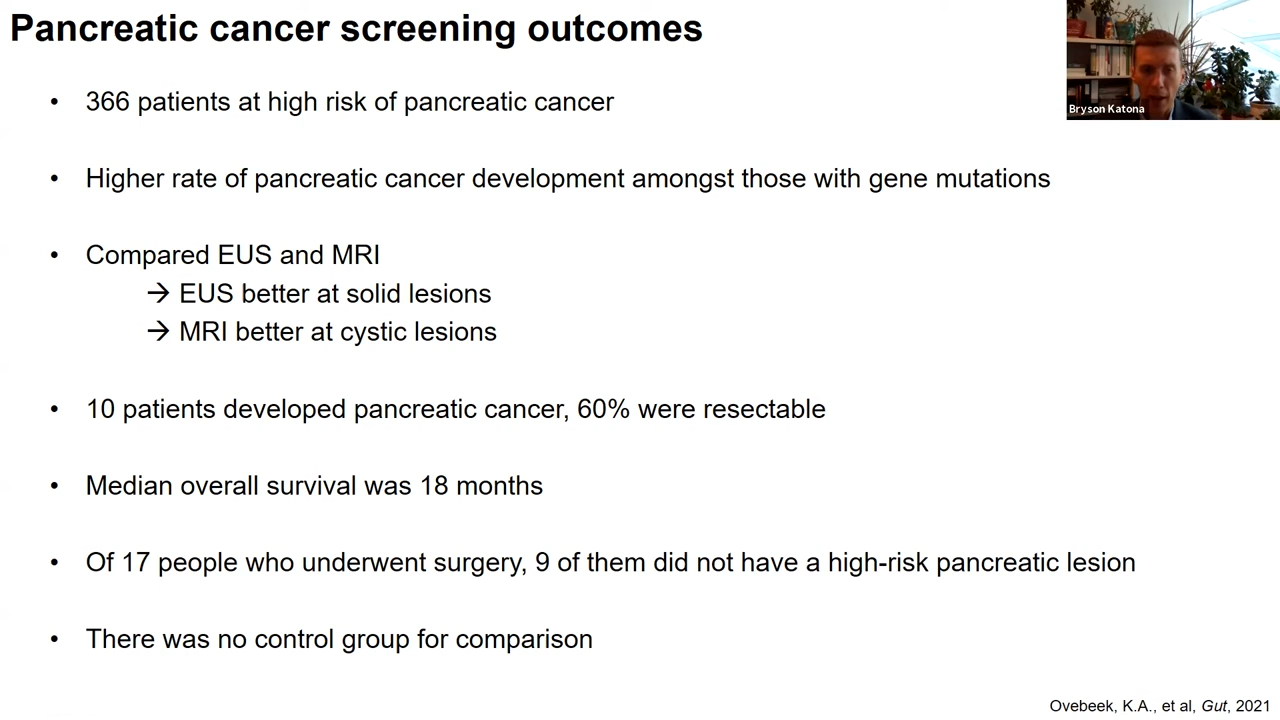 Pancreatic cancer screening outcomes
Bryson Katona
• 366 patients at high risk of pancreatic cancer
• Higher rate of pancreatic cancer development amongst those with gene mutations
• Compared EUS and MRI
→ EUS better at solid lesions
→ MRI better at cystic lesions
• 10 patients developed pancreatic cancer, 60% were resectable
• Median overall survival was 18 months
• Of 17 people who underwent surgery, 9 of them did not have a high-risk pancreatic lesion
• There was no control group for comparison
Ovebeek, K.A., et al, Gut, 2021